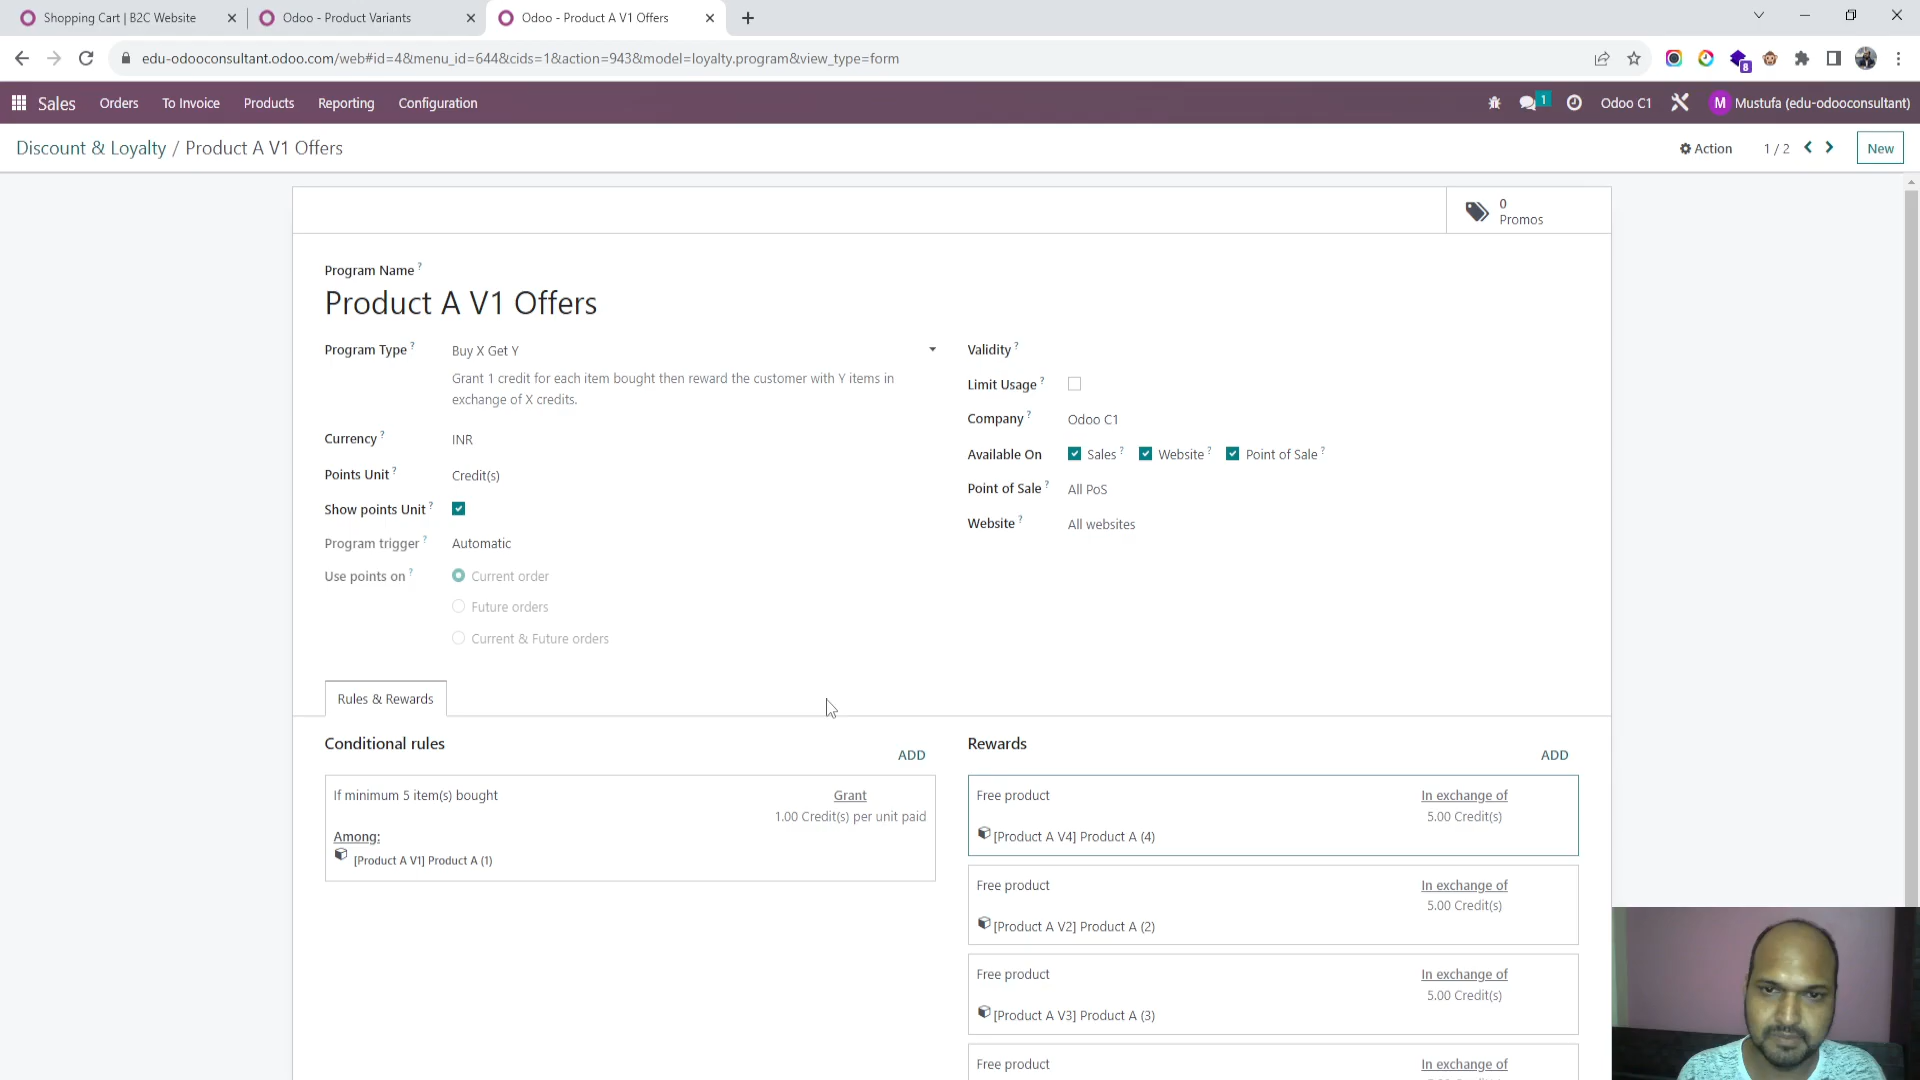 Shopping Cart | B2C Website
Odoo - Product Variants
Odoo - Product A V1 Offers
edu-odooconsultant.odoo.com/web#id=4&menu_id=644&cids=1&action=943&model=loyalty.program&view_type=form
8
Sales Orders To Invoice Products Reporting Configuration
1 Odoo C1 M Mustufa (edu-odooconsultant)
Discount & Loyalty / Product A V1 Offers
Action 1 / 2 New
0
Promos
Program Name ?
Product A V1 Offers
Program Type ? Buy X Get Y
Grant 1 credit for each item bought then reward the customer with Y items in
exchange of X credits.
Currency ? INR
Points Unit ? Credit(s)
Show points Unit ?
Program trigger ? Automatic
Use points on ? Current order
Future orders
Current & Future orders
Validity ?
Limit Usage ?
Company ? Odoo C1
Available On Sales ? Website ? Point of Sale ?
Point of Sale ? All PoS
Website ? All websites
Rules & Rewards
Conditional rules
ADD
If minimum 5 item(s) bought Grant
1.00 Credit(s) per unit paid
Among:
[Product A V1] Product A (1)
Rewards
ADD
Free product In exchange of
5.00 Credit(s)
[Product A V4] Product A (4)
Free product In exchange of
5.00 Credit(s)
[Product A V2] Product A (2)
Free product In exchange of
5.00 Credit(s)
[Product A V3] Product A (3)
Free product In exchange of